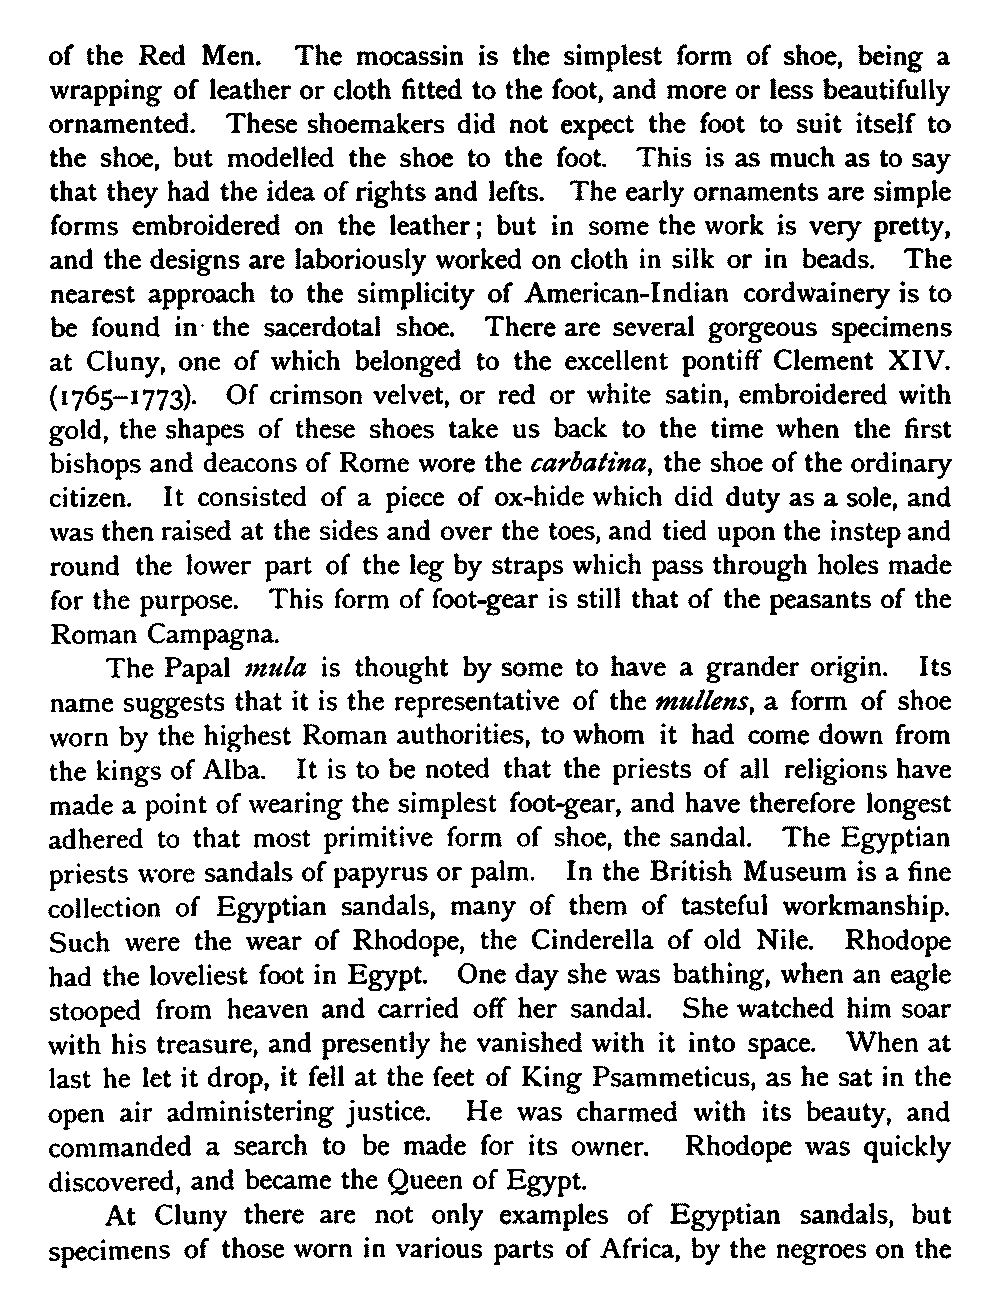 of the Red Men. The mocassin is the simplest form of shoe, being a
wrapping of leather or cloth fitted to the foot, and more or less beautifully
ornamented. These shoemakers did not expect the foot to suit itself to
the shoe, but modelled the shoe to the foot. This is as much as to say
that they had the idea of rights and lefts. The early ornaments are simple
forms embroidered on the leather; but in some the work is very pretty,
and the designs are laboriously worked on cloth in silk or in beads. The
nearest approach to the simplicity of American-Indian cordwainery is to
be found in the sacerdotal shoe. There are several gorgeous specimens
at Cluny, one of which belonged to the excellent pontiff Clement XIV.
(1765–1773). Of crimson velvet, or red or white satin, embroidered with
gold, the shapes of these shoes take us back to the time when the first
bishops and deacons of Rome wore the carbatina, the shoe of the ordinary
citizen. It consisted of a piece of ox-hide which did duty as a sole, and
was then raised at the sides and over the toes, and tied upon the instep and
round the lower part of the leg by straps which pass through holes made
for the purpose. This form of foot-gear is still that of the peasants of the
Roman Campagna.
The Papal mula is thought by some to have a grander origin. Its
name suggests that it is the representative of the mullens, a form of shoe
worn by the highest Roman authorities, to whom it had come down from
the kings of Alba. It is to be noted that the priests of all religions have
made a point of wearing the simplest foot-gear, and have therefore longest
adhered to that most primitive form of shoe, the sandal. The Egyptian
priests wore sandals of papyrus or palm. In the British Museum is a fine
collection of Egyptian sandals, many of them of tasteful workmanship.
Such were the wear of Rhodope, the Cinderella of old Nile. Rhodope
had the loveliest foot in Egypt. One day she was bathing, when an eagle
stooped from heaven and carried off her sandal. She watched him soar
with his treasure, and presently he vanished with it into space. When at
last he let it drop, it fell at the feet of King Psammeticus, as he sat in the
open air administering justice. He was charmed with its beauty, and
commanded a search to be made for its owner. Rhodope was quickly
discovered, and became the Queen of Egypt.
At Cluny there are not only examples of Egyptian sandals, but
specimens of those worn in various parts of Africa, by the negroes on the